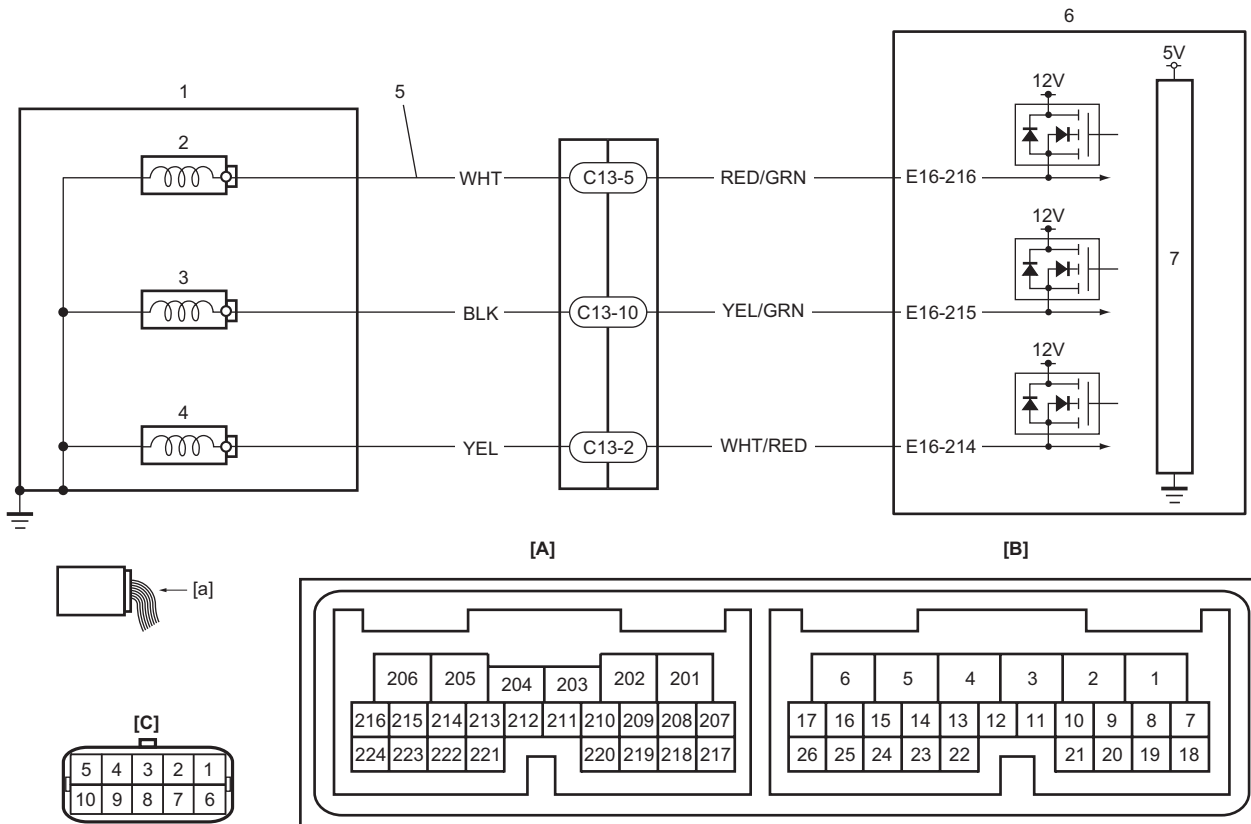 6
5V
1
5
12V
2
WHT
C13-5
RED/GRN
E16-216
12V
3
7
BLK
C13-10
YEL/GRN
E16-215
12V
4
YEL
C13-2
WHT/RED
E16-214
[A]
[B]
[a]
206 205 204 203 202 201
6 5 4 3 2 1
216 215 214 213 212 211 210 209 208 207
17 16 15 14 13 12 11 10 9 8 7
224 223 222 221 220 219 218 217
26 25 24 23 22 21 20 19 18
[C]
5 4 3 2 1
10 9 8 7 6